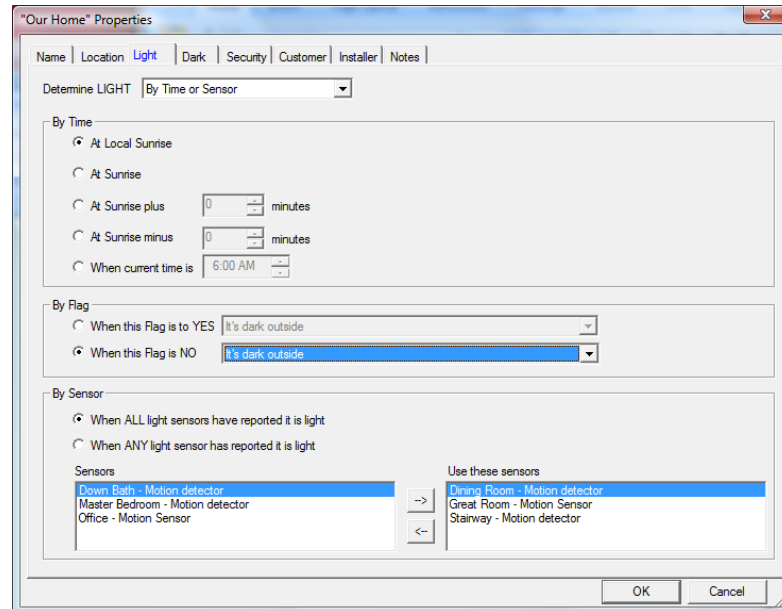 "Our Home" Properties
X
Name Location Light Dark Security Customer Installer Notes
Determine LIGHT By Time or Sensor
By Time
At Local Sunrise
At Sunrise
At Sunrise plus 0 minutes
At Sunrise minus 0 minutes
When current time is 6:00 AM
By Flag
When this Flag is to YES It's dark outside
When this Flag is NO It's dark outside
By Sensor
When ALL light sensors have reported it is light
When ANY light sensor has reported it is light
Sensors Use these sensors
Down Bath - Motion detector --> Dining Room - Motion detector
Master Bedroom - Motion detector Great Room - Motion Sensor
Office - Motion Sensor <-- Stairway - Motion detector
OK Cancel